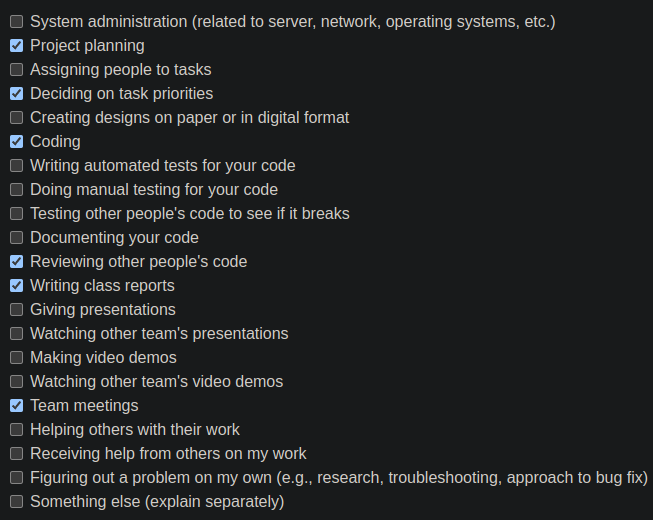 System administration (related to server, network, operating systems, etc.)
Project planning
Assigning people to tasks
Deciding on task priorities
Creating designs on paper or in digital format
Coding
Writing automated tests for your code
Doing manual testing for your code
Testing other people's code to see if it breaks
Documenting your code
Reviewing other people's code
Writing class reports
Giving presentations
Watching other team's presentations
Making video demos
Watching other team's video demos
Team meetings
Helping others with their work
Receiving help from others on my work
Figuring out a problem on my own (e.g., research, troubleshooting, approach to bug fix)
Something else (explain separately)